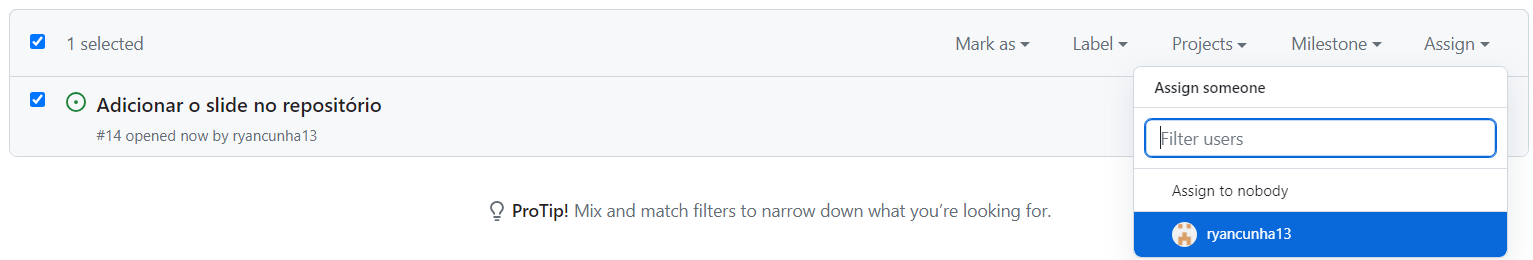 1 selected
Mark as
Label
Projects
Milestone
Assign
Adicionar o slide no repositório
#14 opened now by ryancunha13
Assign someone
Filter users
Assign to nobody
ryancunha13
ProTip! Mix and match filters to narrow down what you’re looking for.